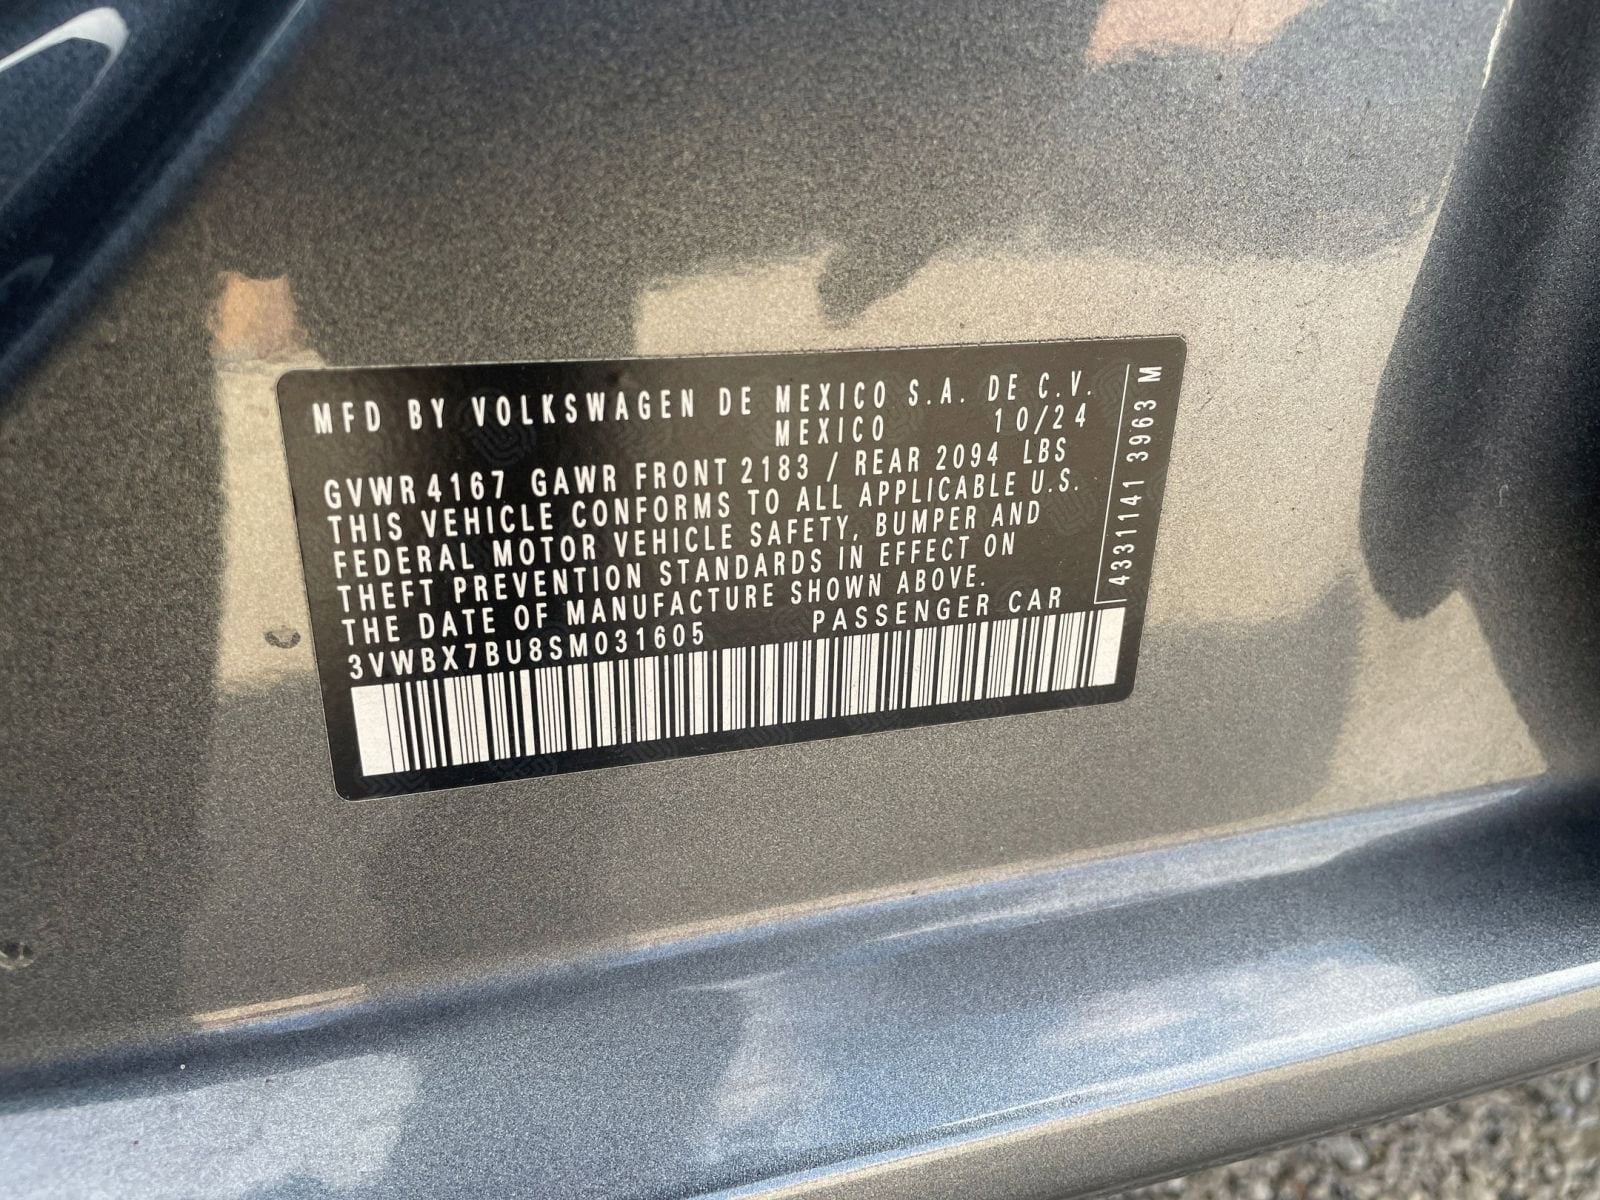 MFD BY VOLKSWAGEN DE MEXICO S.A. DE C.V.
MEXICO 10/24
GVWR 4167 GAWR FRONT 2183 / REAR 2094 LBS
THIS VEHICLE CONFORMS TO ALL APPLICABLE U.S.
FEDERAL MOTOR VEHICLE SAFETY, BUMPER AND
THEFT PREVENTION STANDARDS IN EFFECT ON
THE DATE OF MANUFACTURE SHOWN ABOVE.
3VWBX7BU8SM031605 PASSENGER CAR
4331141 3963 M